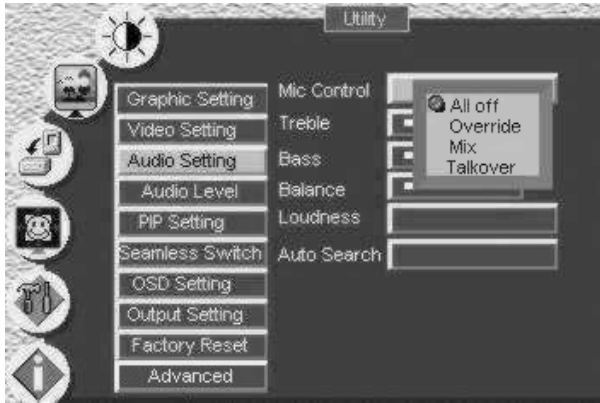 Utility
Graphic Setting
Video Setting
Audio Setting
Audio Level
PIP Setting
Seamless Switch
OSD Setting
Output Setting
Factory Reset
Advanced
Mic Control
Treble
Bass
Balance
Loudness
Auto Search
All off
Override
Mix
Talkover